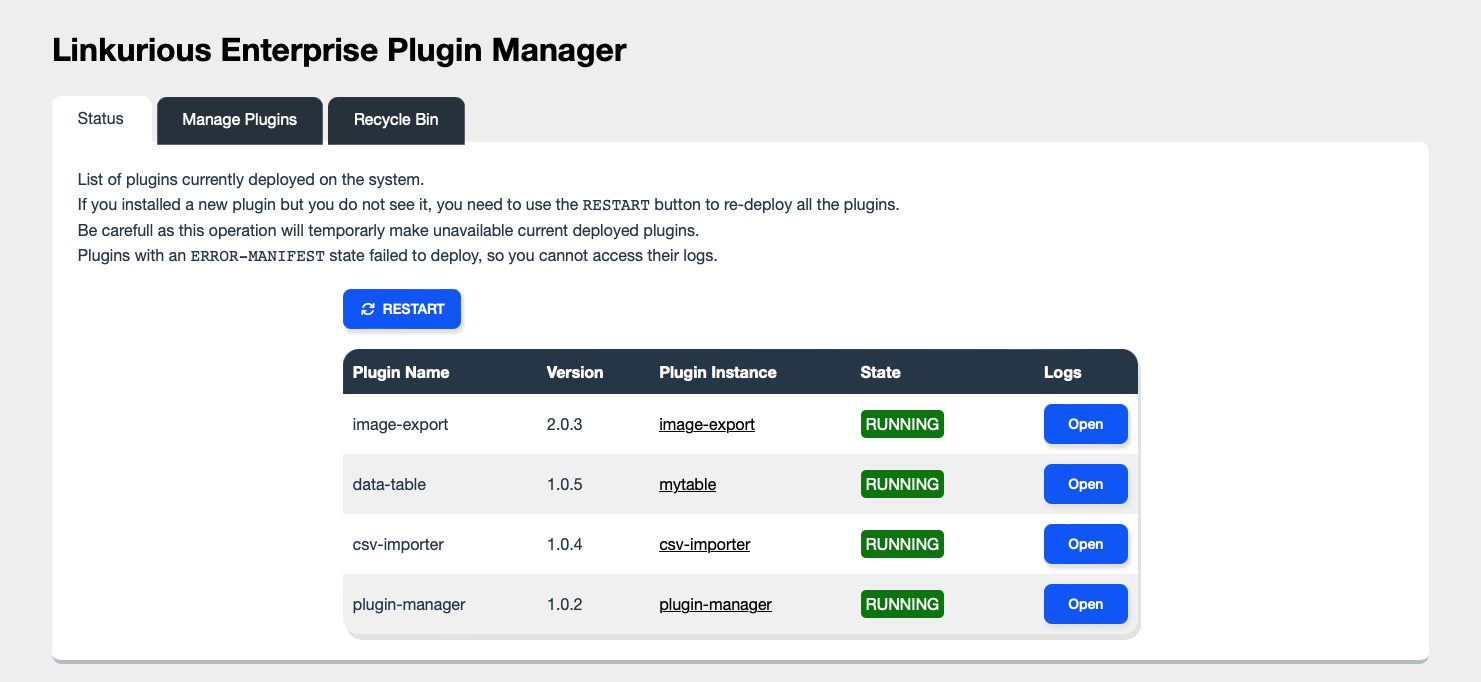 Linkurious Enterprise Plugin Manager
Status Manage Plugins Recycle Bin
List of plugins currently deployed on the system.
If you installed a new plugin but you do not see it, you need to use the RESTART button to re-deploy all the plugins.
Be carefull as this operation will temporarly make unavailable current deployed plugins.
Plugins with an ERROR-MANIFEST state failed to deploy, so you cannot access their logs.
RESTART
Plugin Name Version Plugin Instance State Logs
image-export 2.0.3 image-export RUNNING Open
data-table 1.0.5 mytable RUNNING Open
csv-importer 1.0.4 csv-importer RUNNING Open
plugin-manager 1.0.2 plugin-manager RUNNING Open